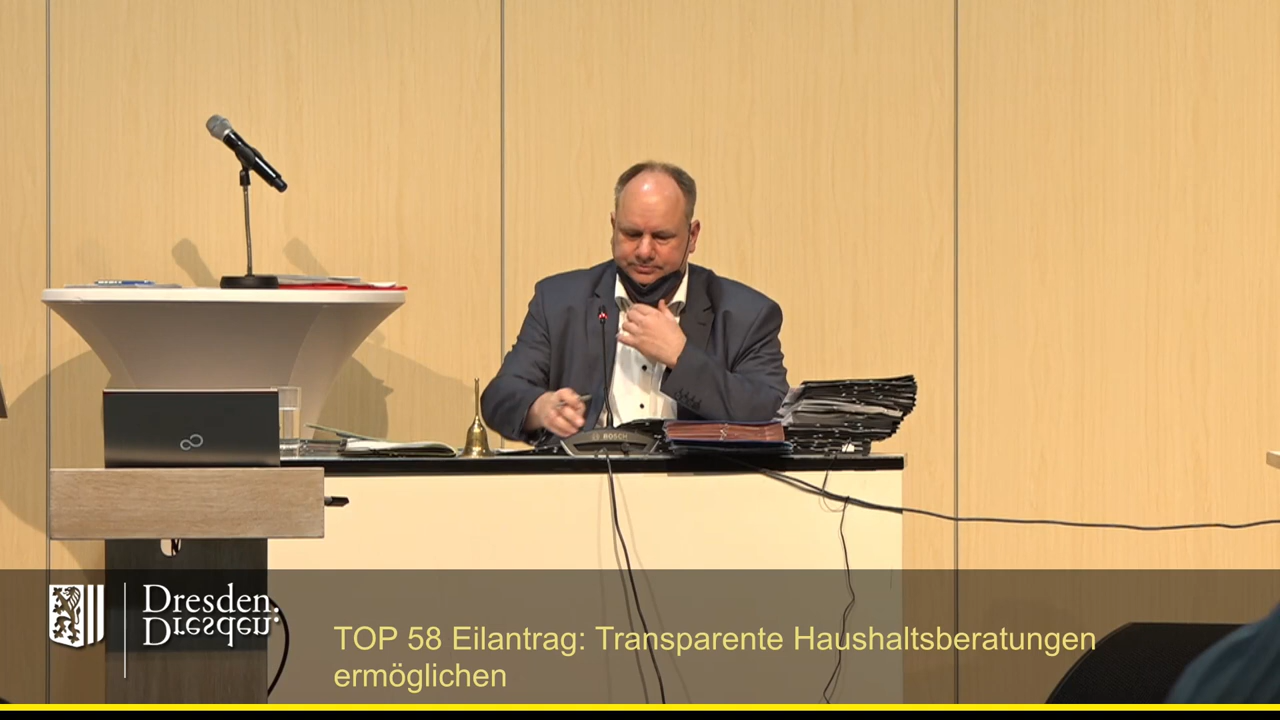 BOSCH
Dresden.
Dresden.
TOP 58 Eilantrag: Transparente Haushaltsberatungen
ermöglichen